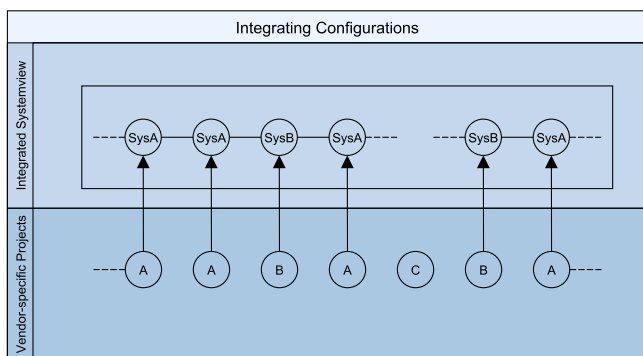 Integrating Configurations
Integrated Systemview
SysA SysA SysB SysA SysB SysA
Vendor-specific Projects
A A B A C B A